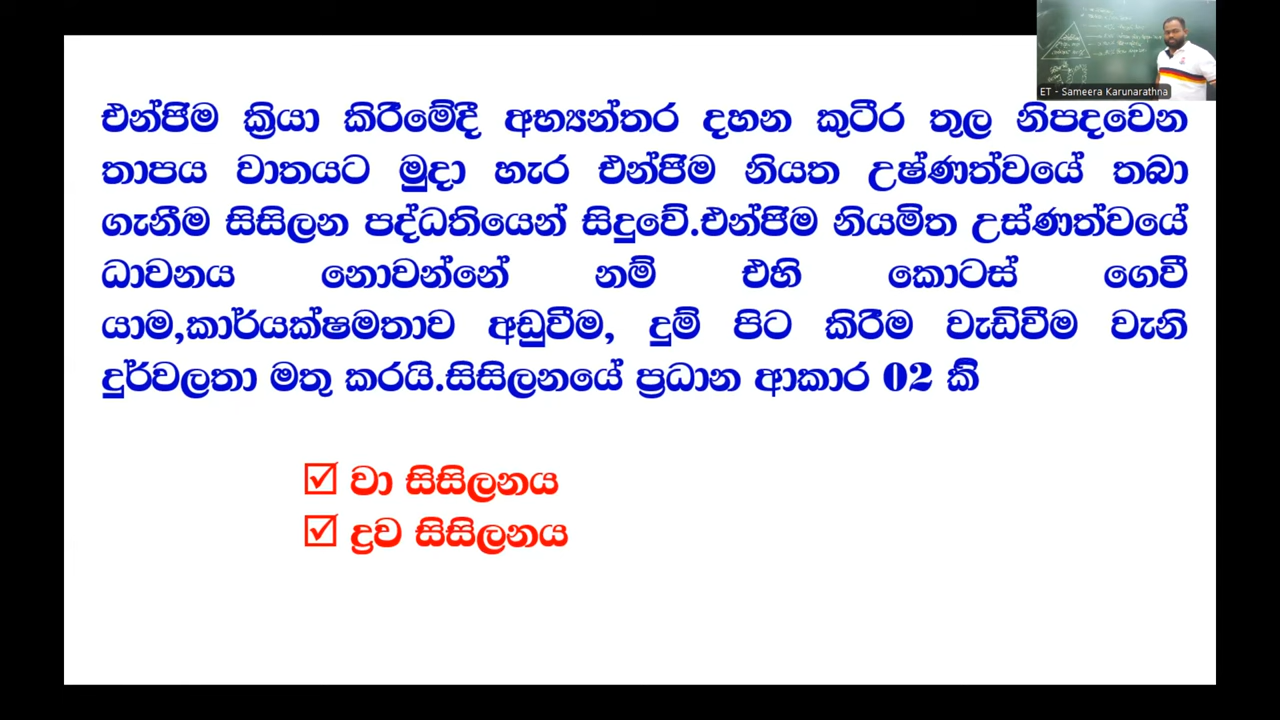 ET - Sameera Karunarathna
එන්ජිම ක්‍රියා කිරීමේදී අභ්‍යන්තර දහන කුටීර තුල නිපදවෙන
තාපය වාතයට මුදා හැර එන්ජිම නියත උෂ්ණත්වයේ තබා
ගැනීම සිසිලන පද්ධතියෙන් සිදුවේ.එන්ජිම නියමිත උස්ණත්වයේ
ධාවනය නොවන්නේ නම් එහි කොටස් ගෙවී
යාම,කාර්යක්ෂමතාව අඩුවීම, දුම් පිට කිරීම වැඩිවීම වැනි
දුර්වලතා මතු කරයි.සිසිලනයේ ප්‍රධාන ආකාර 02 කි
☑ වා සිසිලනය
☑ ද්‍රව සිසිලනය